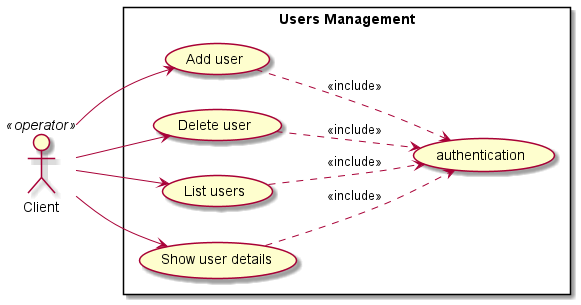 Users Management
Add user
«include»
«operator»
Delete user
«include»
authentication
«include»
List users
«include»
Client
Show user details